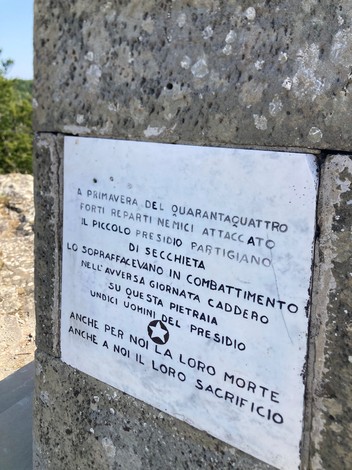 A PRIMAVERA DEL QUARANTAQUATTRO
FORTI REPARTI NEMICI ATTACCATO
IL PICCOLO PRESIDIO PARTIGIANO
DI SECCHIETA
LO SOPRAFFACEVANO IN COMBATTIMENTO
NELL'AVVERSA GIORNATA CADDERO
SU QUESTA PIETRAIA
UNDICI UOMINI DEL PRESIDIO
ANCHE PER NOI LA LORO MORTE
ANCHE A NOI IL LORO SACRIFICIO